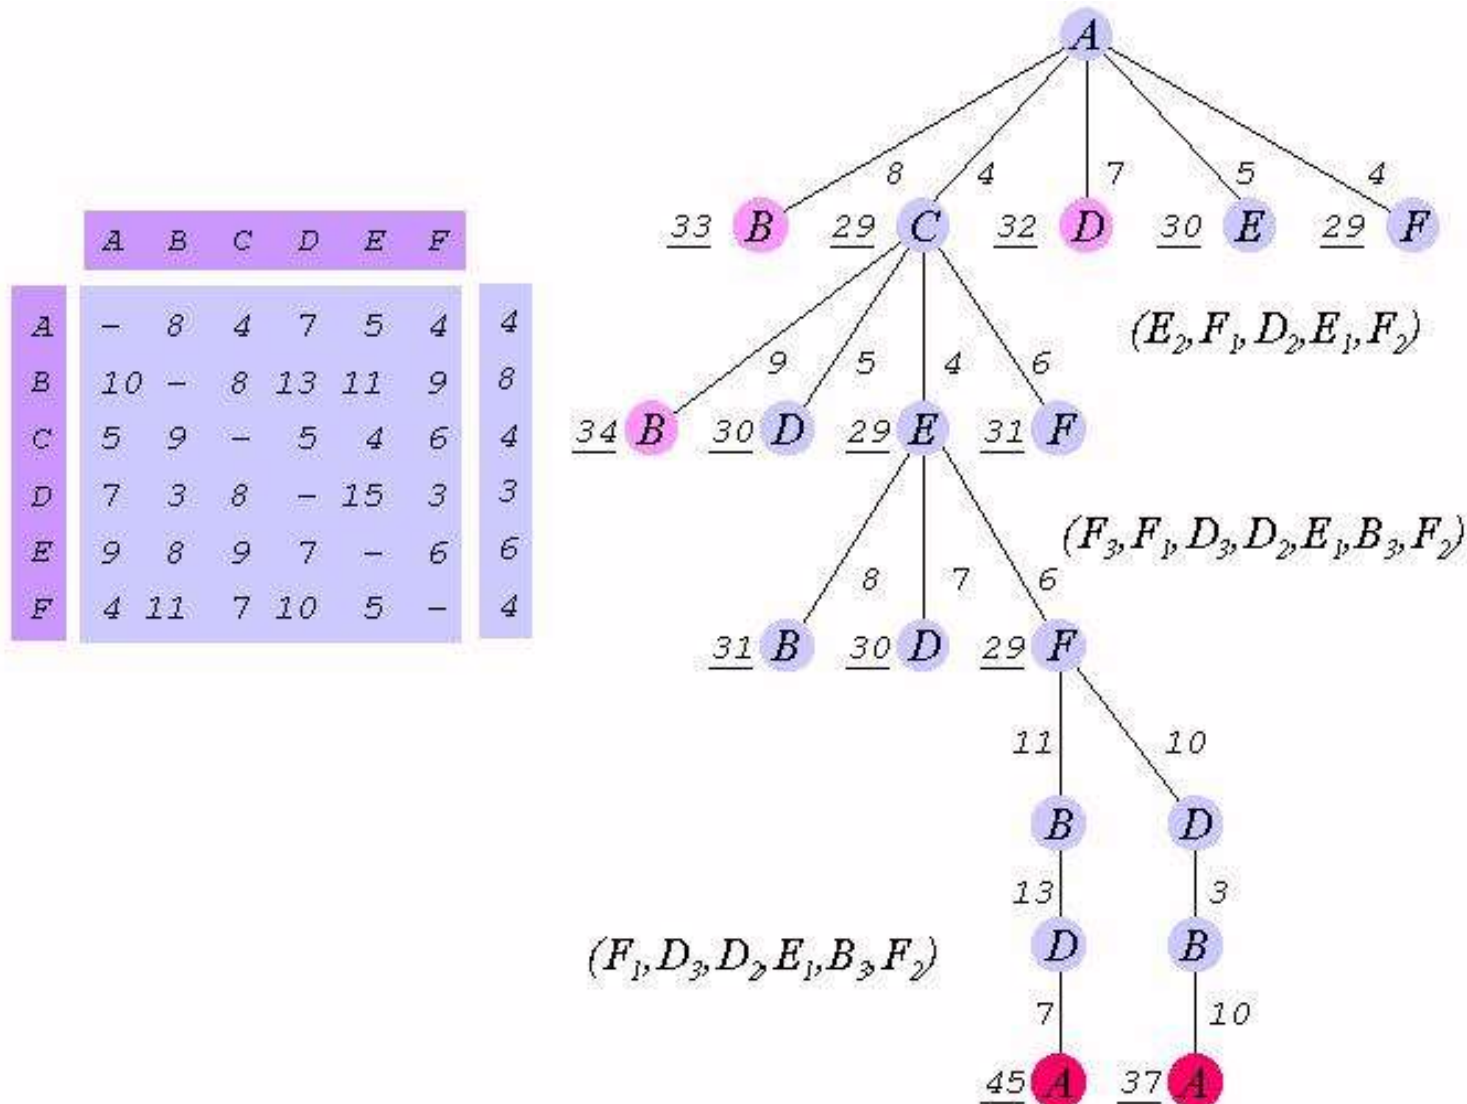 A B C D E F
A – 8 4 7 5 4 4
B 10 – 8 13 11 9 8
C 5 9 – 5 4 6 4
D 7 3 8 – 15 3 3
E 9 8 9 7 – 6 6
F 4 11 7 10 5 – 4
A
8 4 7 5 4
33 B 29 C 32 D 30 E 29 F
(E₂,F₁,D₂,E₁,F₂)
9 5 4 6
34 B 30 D 29 E 31 F
(F₃,F₁,D₃,D₂,E₁,B₃,F₂)
8 7 6
31 B 30 D 29 F
11 10
B D
13 3
(F₁,D₃,D₂,E₁,B₃,F₂)
D B
7 10
45 A 37 A